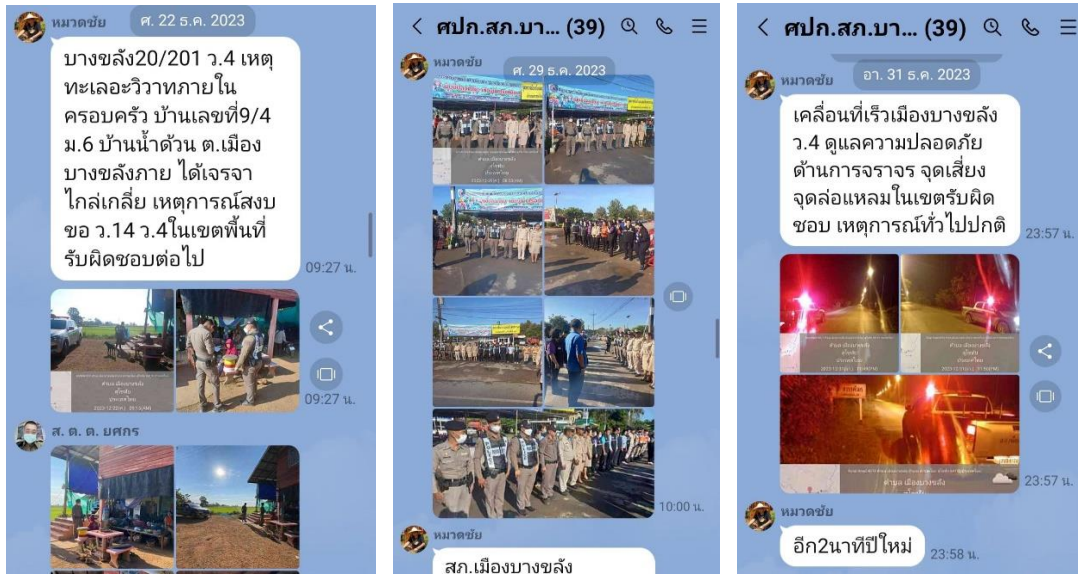 ศ. 22 ธ.ค. 2023
หมวดชัย
บางขลัง20/201 ว.4 เหตุ
ทะเลอะวิวาทภายใน
ครอบครัว บ้านเลขที่9/4
ม.6 บ้านน้ำด้วน ต.เมือง
บางขลังภาย ได้เจรจา
ไกล่เกลี่ย เหตุการณ์สงบ
ขอ ว.14 ว.4ในเขตพื้นที่
รับผิดชอบต่อไป
09:27 น.
09:27 น.
ส. ต. ต. ยศกร
ศปก.สภ.บา... (39)
หมวดชัย
ศ. 29 ธ.ค. 2023
10:00 น.
หมวดชัย
สภ.เมืองบางขลัง
ศปก.สภ.บา... (39)
หมวดชัย
อา. 31 ธ.ค. 2023
เคลื่อนที่เร็วเมืองบางขลัง
ว.4 ดูแลความปลอดภัย
ด้านการจราจร จุดเสี่ยง
จุดล่อแหลมในเขตรับผิด
ชอบ เหตุการณ์ทั่วไปปกติ
23:57 น.
ตำบล เมืองบางขลัง
23:57 น.
หมวดชัย
อีก2นาทีปีใหม่
23:58 น.